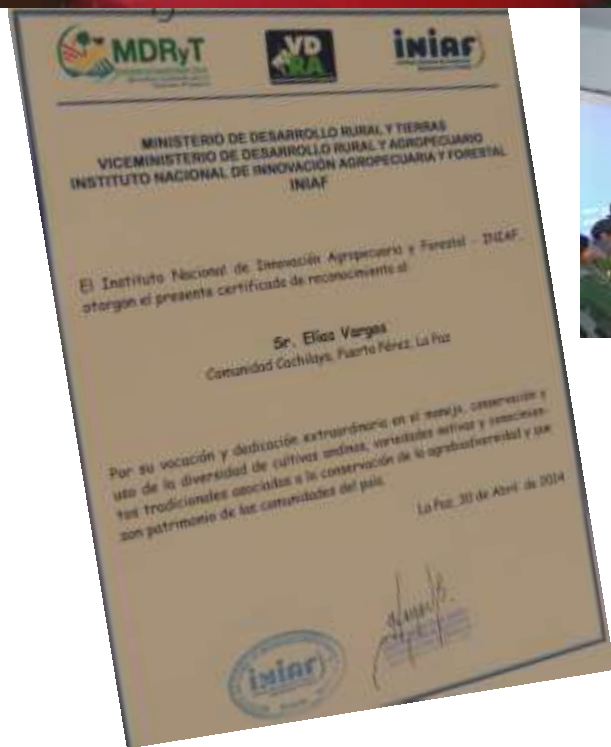 MDRyT
VD
RA
iniaf
MINISTERIO DE DESARROLLO RURAL Y TIERRAS
VICEMINISTERIO DE DESARROLLO RURAL Y AGROPECUARIO
INSTITUTO NACIONAL DE INNOVACIÓN AGROPECUARIA Y FORESTAL
INIAF
El Instituto Nacional de Innovación Agropecuaria y Forestal - INIAF,
otorgan el presente certificado de reconocimiento al:
Sr. Elías Vargas
Comunidad Cachilaya, Puerto Pérez, La Paz
Por su vocación y dedicación extraordinaria en el manejo, conservación y
uso de la diversidad de cultivos andinos, variedades nativas y conocimien-
tos tradicionales asociados a la conservación de la agrobiodiversidad y que
son patrimonio de las comunidades del país.
La Paz, 30 de Abril de 2014
iniaf